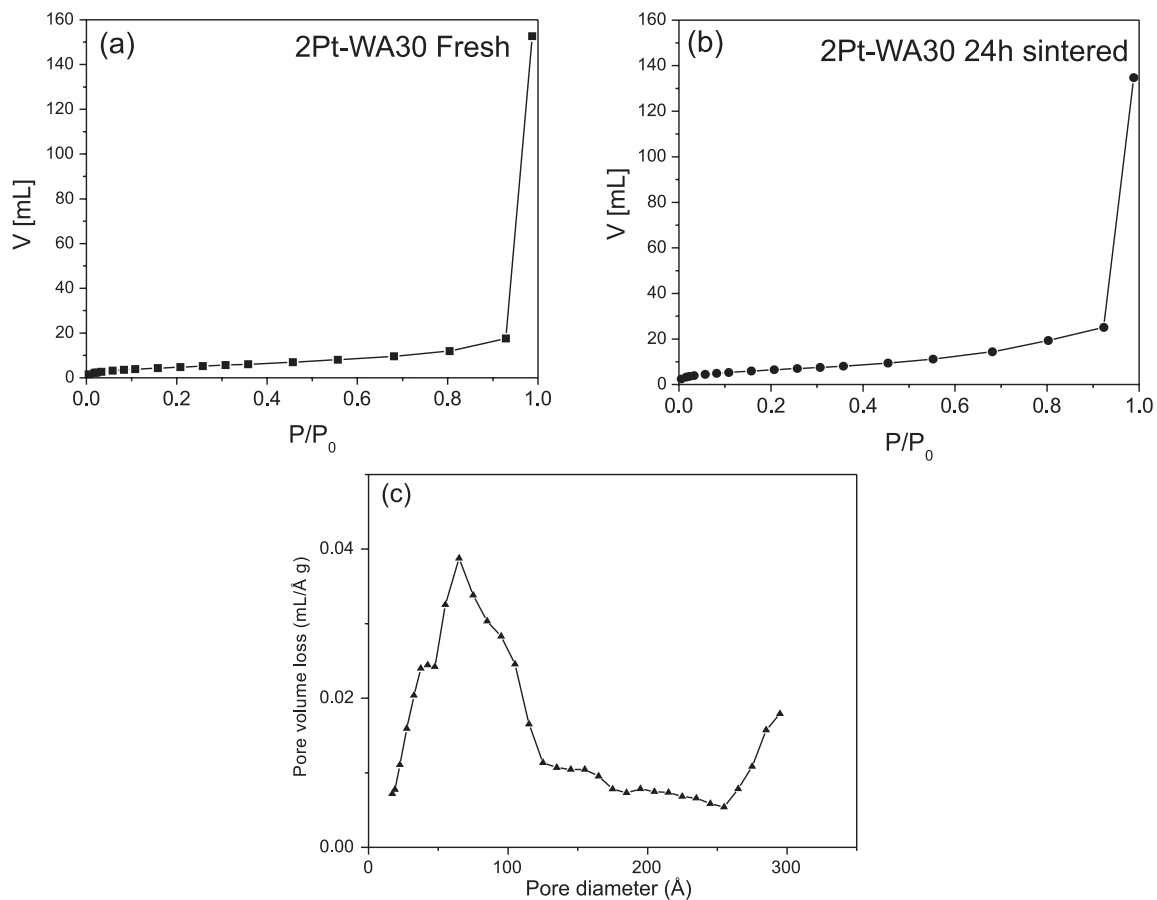 (a)
2Pt-WA30 Fresh
V [mL]
160
140
120
100
80
60
40
20
0
0.0 0.2 0.4 0.6 0.8 1.0
P/P0
(b)
2Pt-WA30 24h sintered
V [mL]
160
140
120
100
80
60
40
20
0
0.0 0.2 0.4 0.6 0.8 1.0
P/P0
(c)
Pore volume loss (mL/Å g)
0.04
0.02
0.00
0 100 200 300
Pore diameter (Å)